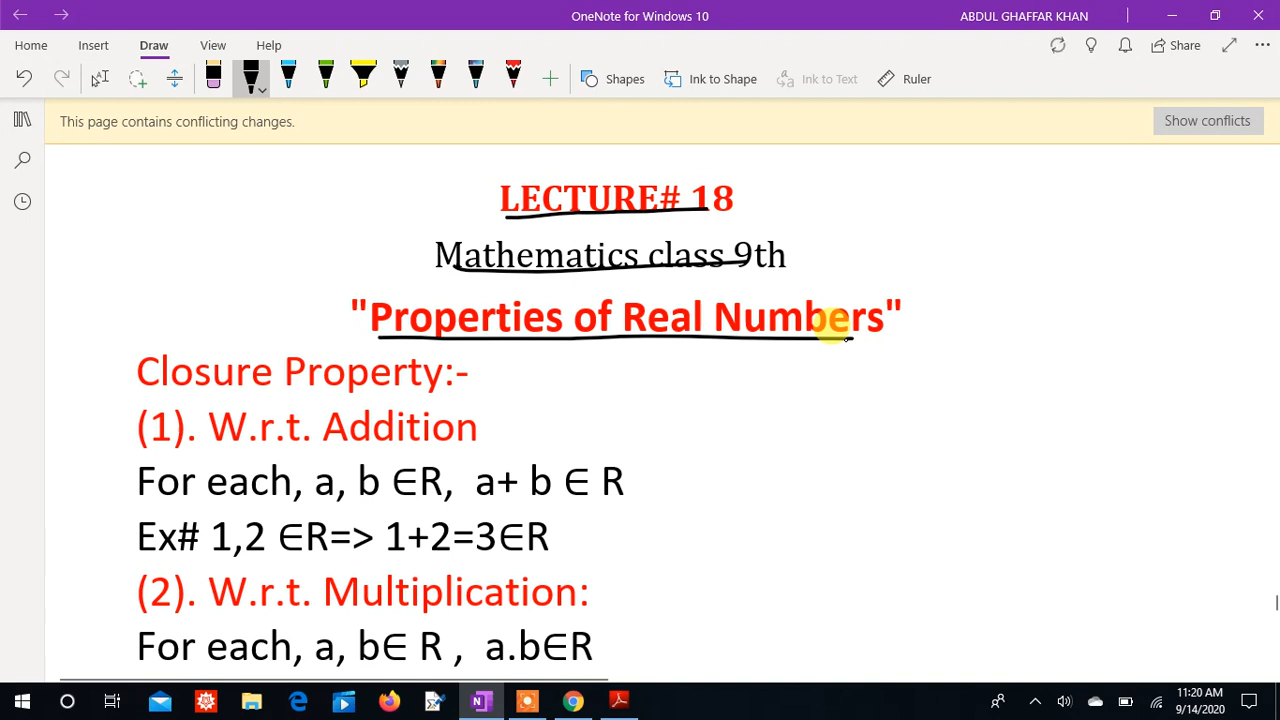 OneNote for Windows 10
ABDUL GHAFFAR KHAN
Home Insert Draw View Help
Share
Shapes Ink to Shape Ink to Text Ruler
This page contains conflicting changes.
Show conflicts
LECTURE# 18
Mathematics class 9th
"Properties of Real Numbers"
Closure Property:-
(1). W.r.t. Addition
For each, a, b ∈R, a+ b ∈ R
Ex# 1,2 ∈R=> 1+2=3∈R
(2). W.r.t. Multiplication:
For each, a, b∈ R , a.b∈R
11:20 AM
9/14/2020